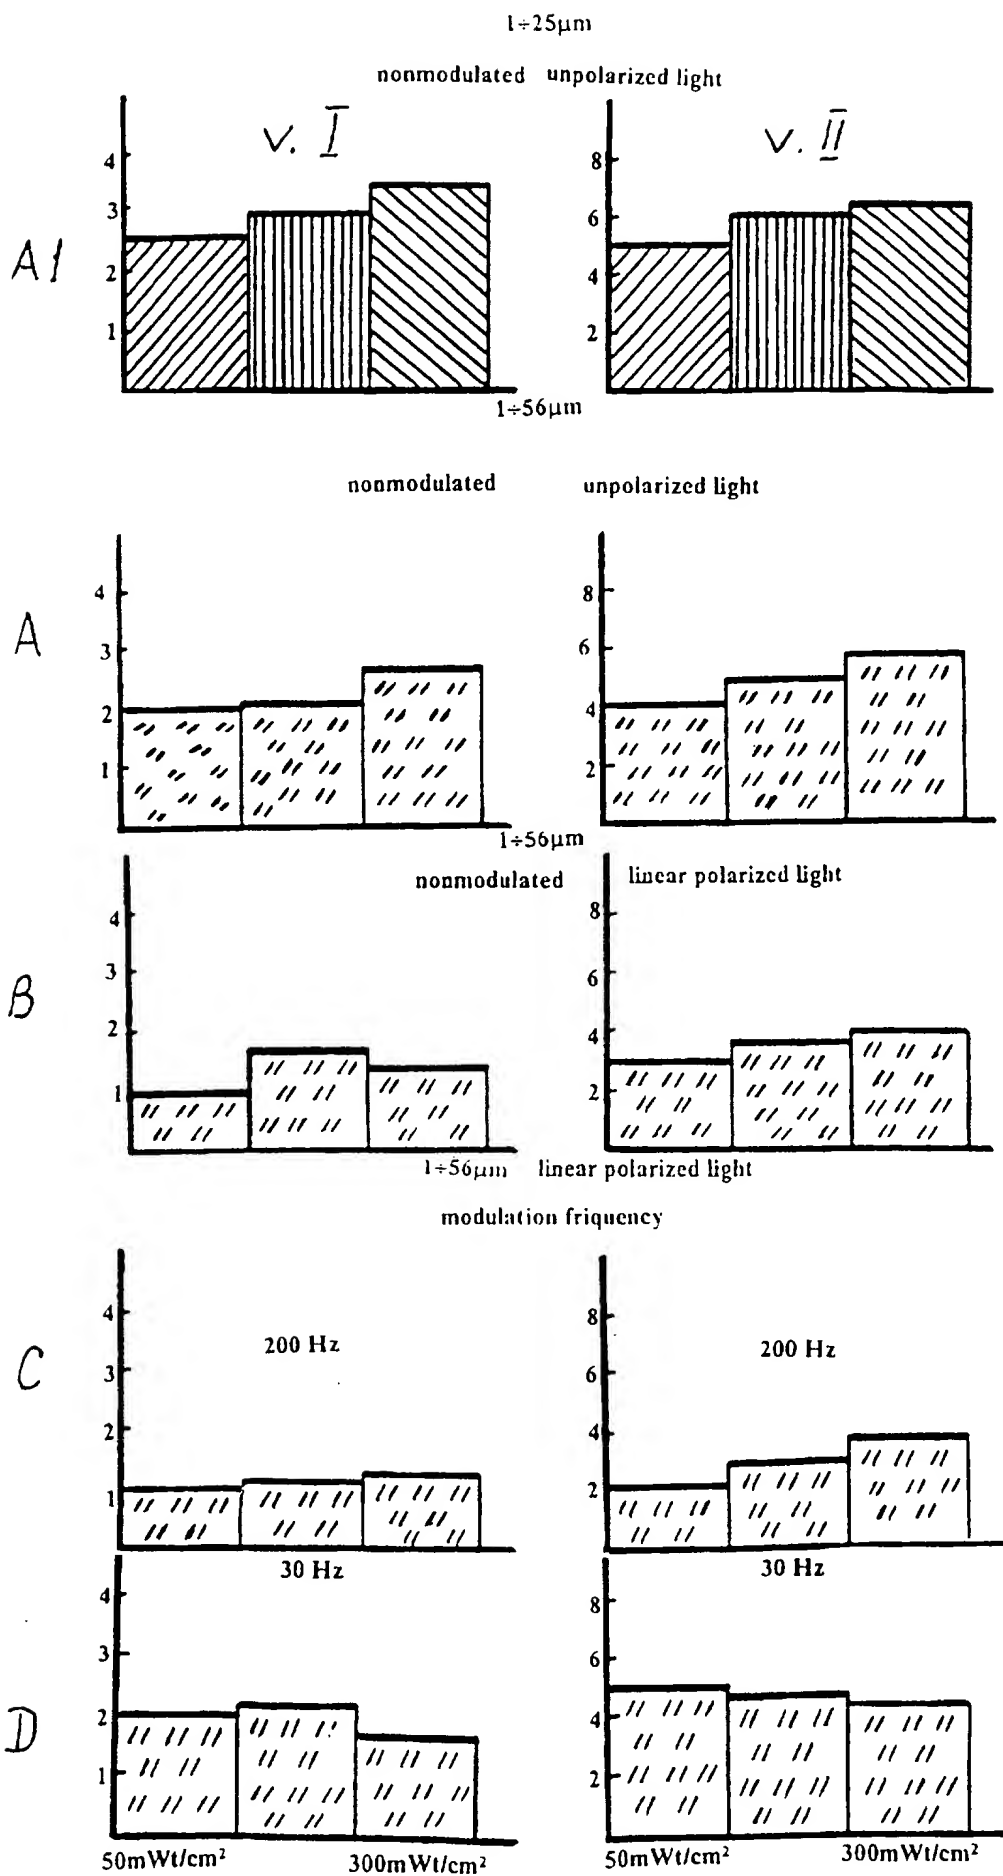 1÷25μm
nonmodulated unpolarized light
V. I
V. II
A1
4
3
2
1
8
6
4
2
1÷56μm
nonmodulated unpolarized light
A
4
3
2
1
8
6
4
2
1÷56μm
nonmodulated linear polarized light
B
4
3
2
1
8
6
4
2
1÷56μm linear polarized light
modulation friquency
C
4
3
2
1
200 Hz
8
6
4
2
200 Hz
30 Hz
30 Hz
D
4
3
2
1
8
6
4
2
50mWt/cm² 300mWt/cm²
50mWt/cm² 300mWt/cm²